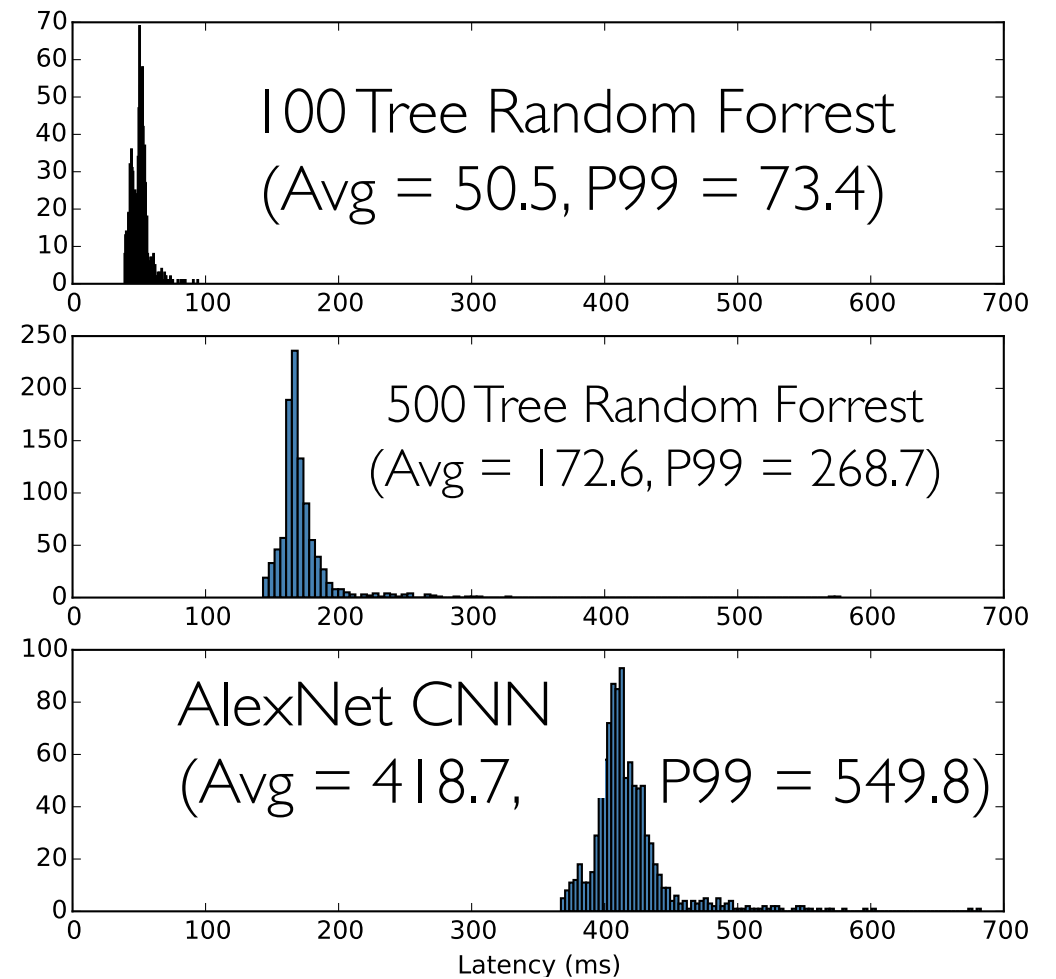 70
60
50
40
30
20
10
0
100 Tree Random Forrest
(Avg = 50.5, P99 = 73.4)
0 100 200 300 400 500 600 700
250
200
150
100
50
0
500 Tree Random Forrest
(Avg = 172.6, P99 = 268.7)
0 100 200 300 400 500 600 700
100
80
60
40
20
0
AlexNet CNN
(Avg = 418.7, P99 = 549.8)
0 100 200 300 400 500 600 700
Latency (ms)